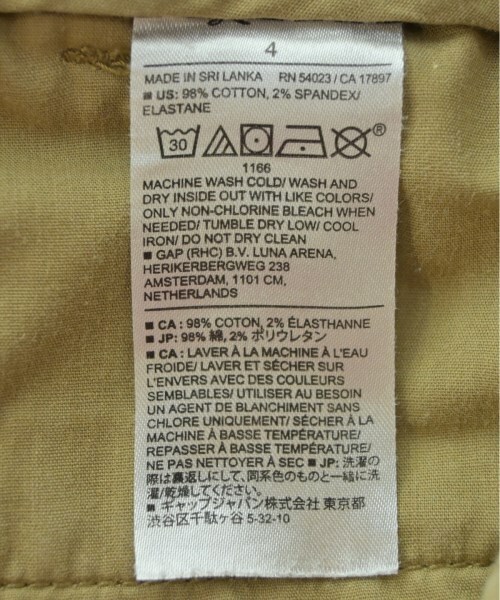 4
MADE IN SRI LANKA RN 54023 / CA 17897
■ US: 98% COTTON, 2% SPANDEX/
ELASTANE
30 ®
1166
MACHINE WASH COLD/ WASH AND
DRY INSIDE OUT WITH LIKE COLORS/
ONLY NON-CHLORINE BLEACH WHEN
NEEDED/ TUMBLE DRY LOW/ COOL
IRON/ DO NOT DRY CLEAN
■ GAP (RHC) B.V. LUNA ARENA,
HERIKERBERGWEG 238
AMSTERDAM, 1101 CM,
NETHERLANDS
■ CA : 98% COTON, 2% ÉLASTHANNE
■ JP: 98% 綿, 2% ポリウレタン
■ CA : LAVER À LA MACHINE À L'EAU
FROIDE/ LAVER ET SÉCHER SUR
L'ENVERS AVEC DES COULEURS
SEMBLABLES/ UTILISER AU BESOIN
UN AGENT DE BLANCHIMENT SANS
CHLORE UNIQUEMENT/ SÉCHER À LA
MACHINE À BASSE TEMPÉRATURE/
REPASSER À BASSE TEMPÉRATURE/
NE PAS NETTOYER À SEC ■ JP: 洗濯の
際は裏返しにして、同系色のものと一緒に洗
濯/乾燥してください。
■ ギャップジャパン株式会社 東京都
渋谷区千駄ヶ谷 5-32-10